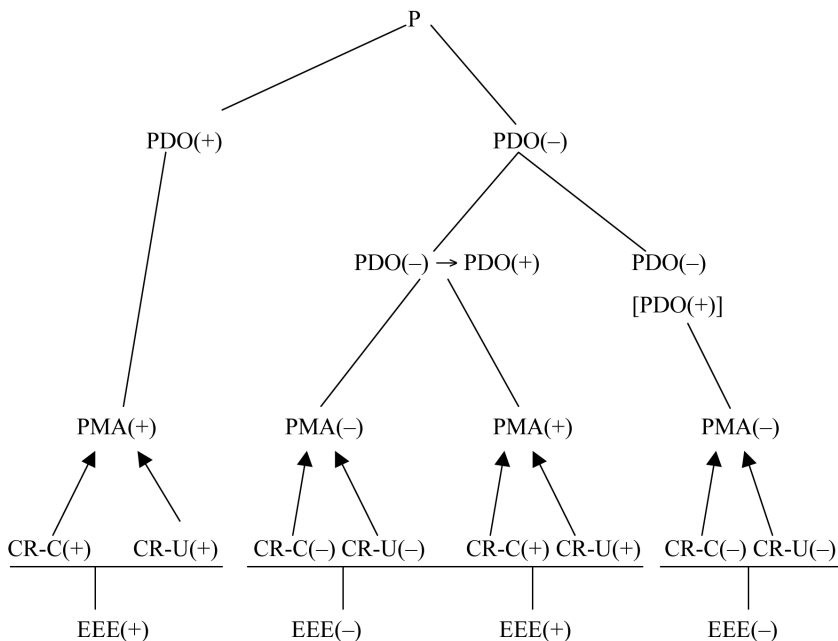 P
PDO(+) PDO(–)
PDO(–) → PDO(+) PDO(–)
[PDO(+)]
PMA(+) PMA(–) PMA(+) PMA(–)
CR-C(+) CR-U(+) CR-C(–) CR-U(–) CR-C(+) CR-U(+) CR-C(–) CR-U(–)
EEE(+) EEE(–) EEE(+) EEE(–)